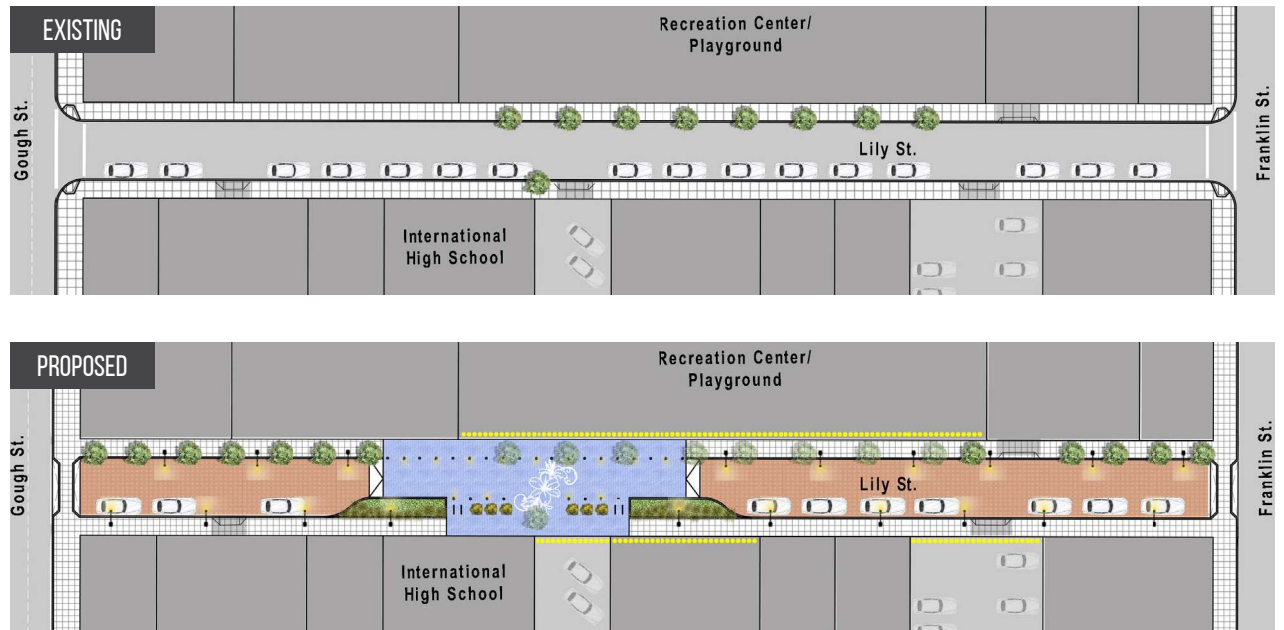 EXISTING
Recreation Center/
Playground
Gough St.
Lily St.
Franklin St.
International
High School
PROPOSED
Recreation Center/
Playground
Gough St.
Lily St.
Franklin St.
International
High School